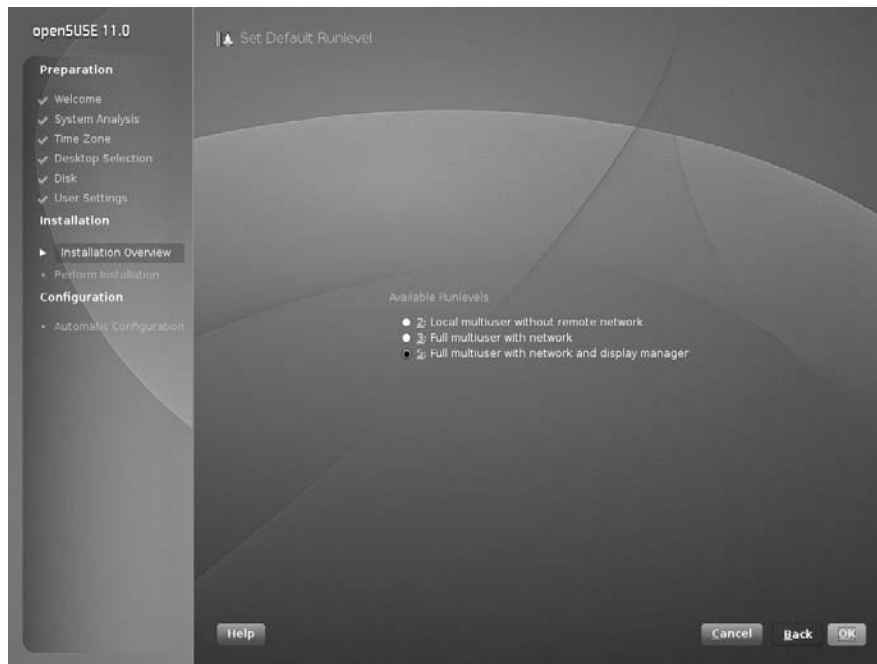 openSUSE 11.0
Set Default Runlevel
Preparation
Welcome
System Analysis
Time Zone
Desktop Selection
Disk
User Settings
Installation
Installation Overview
Perform Installation
Configuration
Automatic Configuration
Available Runlevels
2: Local multiuser without remote network
3: Full multiuser with network
5: Full multiuser with network and display manager
Help
Cancel
Back
OK